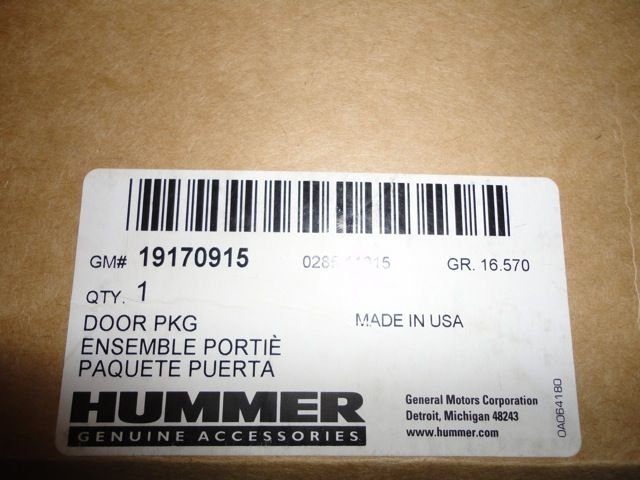 GM# 19170915 GR. 16.570
QTY. 1
DOOR PKG MADE IN USA
ENSEMBLE PORTIÈ
PAQUETE PUERTA
HUMMER
GENUINE ACCESSORIES
General Motors Corporation
Detroit, Michigan 48243
www.hummer.com
0A064180